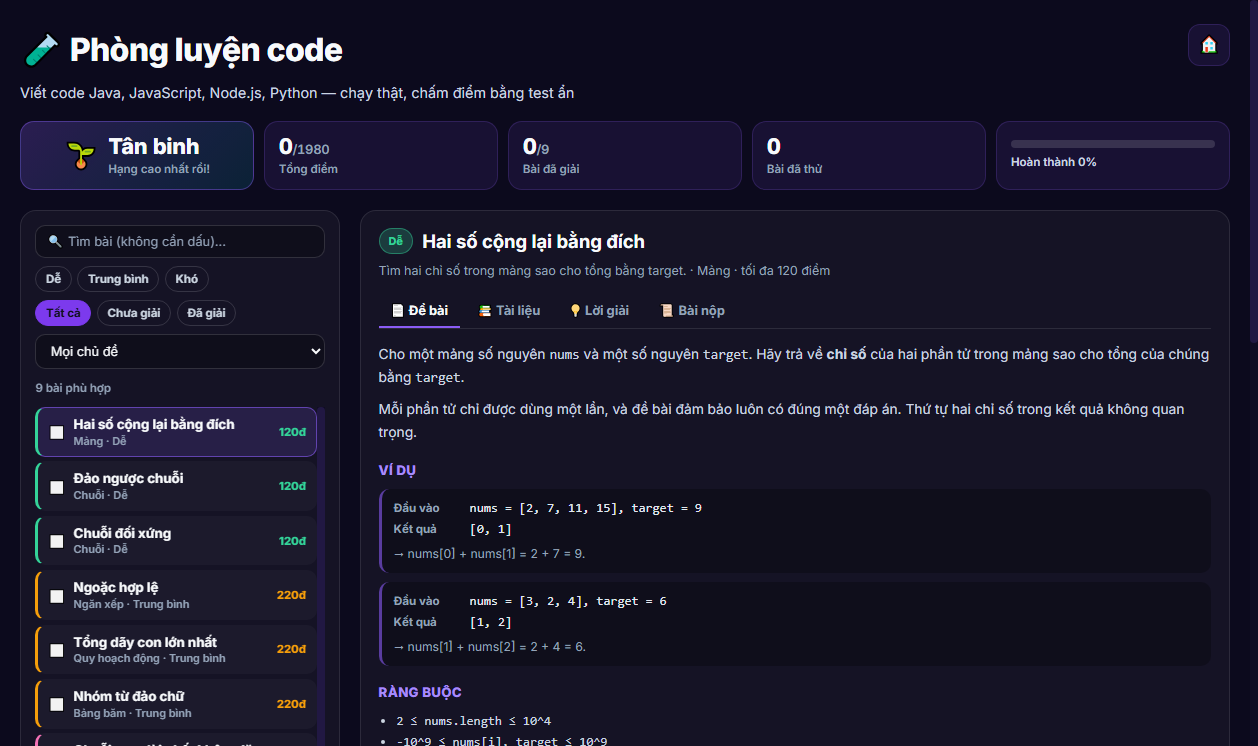 Phòng luyện code
Viết code Java, JavaScript, Node.js, Python — chạy thật, chấm điểm bằng test ẩn
Tân binh
Hạng cao nhất rồi!
0/1980
Tổng điểm
0/9
Bài đã giải
0
Bài đã thử
Hoàn thành 0%
Tìm bài (không cần dấu)...
Dễ
Trung bình
Khó
Tất cả
Chưa giải
Đã giải
Mọi chủ đề
9 bài phù hợp
Hai số cộng lại bằng đích
Mảng · Dễ
120đ
Đảo ngược chuỗi
Chuỗi · Dễ
120đ
Chuỗi đối xứng
Chuỗi · Dễ
120đ
Ngoặc hợp lệ
Ngăn xếp · Trung bình
220đ
Tổng dãy con lớn nhất
Quy hoạch động · Trung bình
220đ
Nhóm từ đảo chữ
Bảng băm · Trung bình
220đ
Dễ
Hai số cộng lại bằng đích
Tìm hai chỉ số trong mảng sao cho tổng bằng target. · Mảng · tối đa 120 điểm
Đề bài
Tài liệu
Lời giải
Bài nộp
Cho một mảng số nguyên nums và một số nguyên target. Hãy trả về chỉ số của hai phần tử trong mảng sao cho tổng của chúng
bằng target.
Mỗi phần tử chỉ được dùng một lần, và đề bài đảm bảo luôn có đúng một đáp án. Thứ tự hai chỉ số trong kết quả không quan
trọng.
VÍ DỤ
Đầu vào nums = [2, 7, 11, 15], target = 9
Kết quả [0, 1]
→ nums[0] + nums[1] = 2 + 7 = 9.
Đầu vào nums = [3, 2, 4], target = 6
Kết quả [1, 2]
→ nums[1] + nums[2] = 2 + 4 = 6.
RÀNG BUỘC
• 2 ≤ nums.length ≤ 10^4
• -10^9 ≤ nums[i], target ≤ 10^9